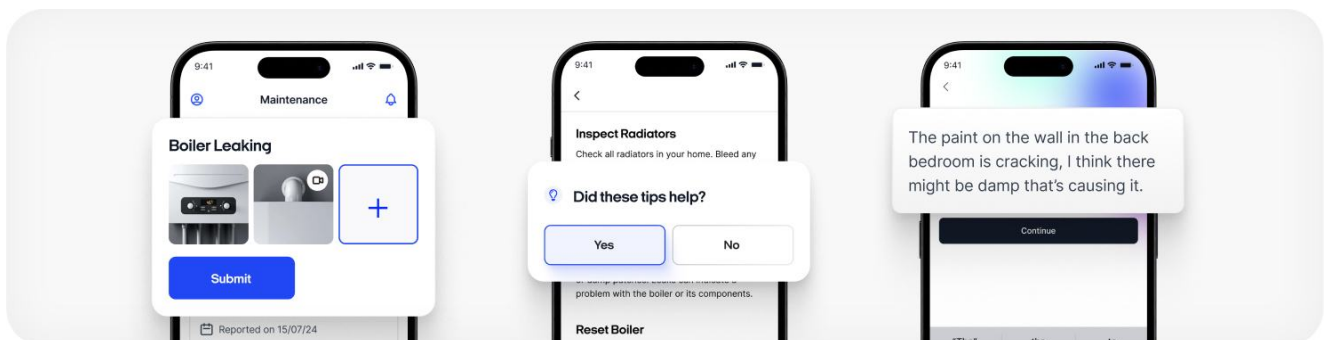 9:41
Maintenance
Boiler Leaking
Submit
Reported on 15/07/24
9:41
Inspect Radiators
Check all radiators in your home. Bleed any
Did these tips help?
Yes
No
problem with the boiler or its components.
Reset Boiler
9:41
The paint on the wall in the back
bedroom is cracking, I think there
might be damp that's causing it.
Continue